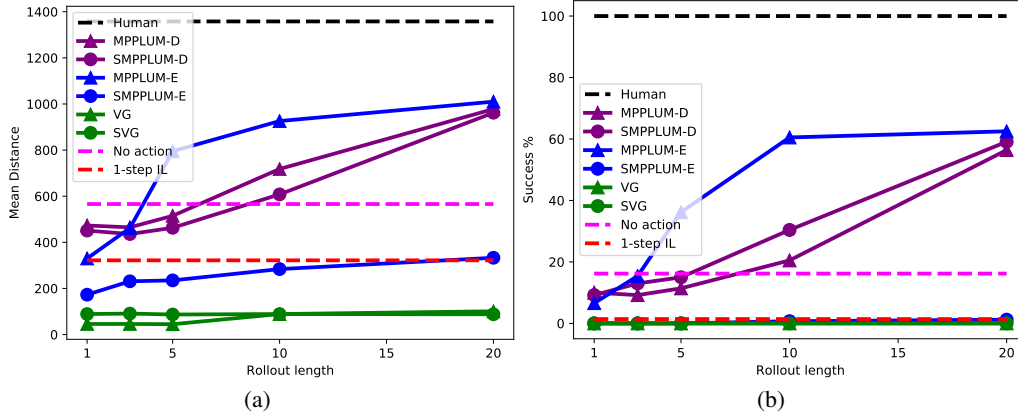 1400
1200
1000
800
600
400
200
0
Mean Distance
Human
MPPLUM-D
SMPPLUM-D
MPPLUM-E
SMPPLUM-E
VG
SVG
No action
1-step IL
1 5 10 15 20
Rollout length
(a)
100
80
60
40
20
0
Success %
Human
MPPLUM-D
SMPPLUM-D
MPPLUM-E
SMPPLUM-E
VG
SVG
No action
1-step IL
1 5 10 15 20
Rollout length
(b)